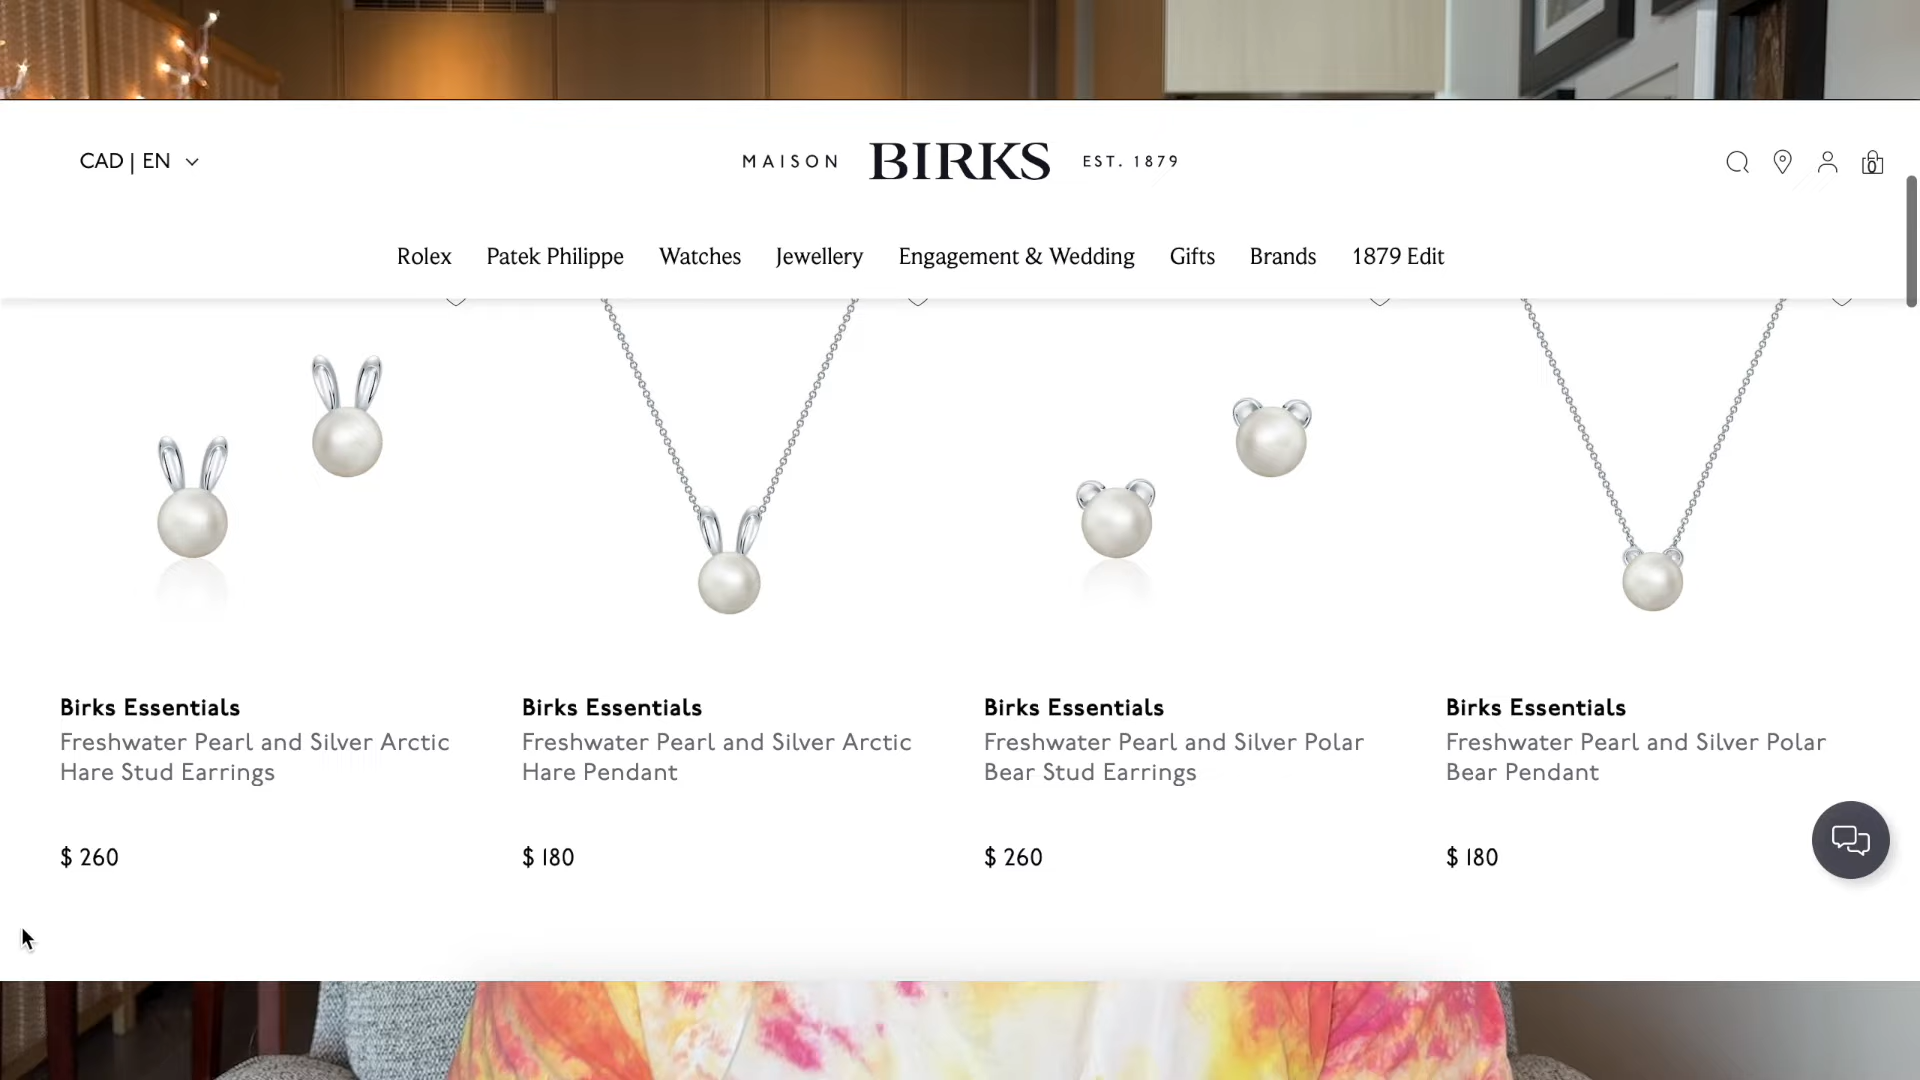 CAD | EN
MAISON BIRKS EST. 1879
0
Rolex Patek Philippe Watches Jewellery Engagement & Wedding Gifts Brands 1879 Edit
Birks Essentials
Freshwater Pearl and Silver Arctic
Hare Stud Earrings
$ 260
Birks Essentials
Freshwater Pearl and Silver Arctic
Hare Pendant
$ 180
Birks Essentials
Freshwater Pearl and Silver Polar
Bear Stud Earrings
$ 260
Birks Essentials
Freshwater Pearl and Silver Polar
Bear Pendant
$ 180